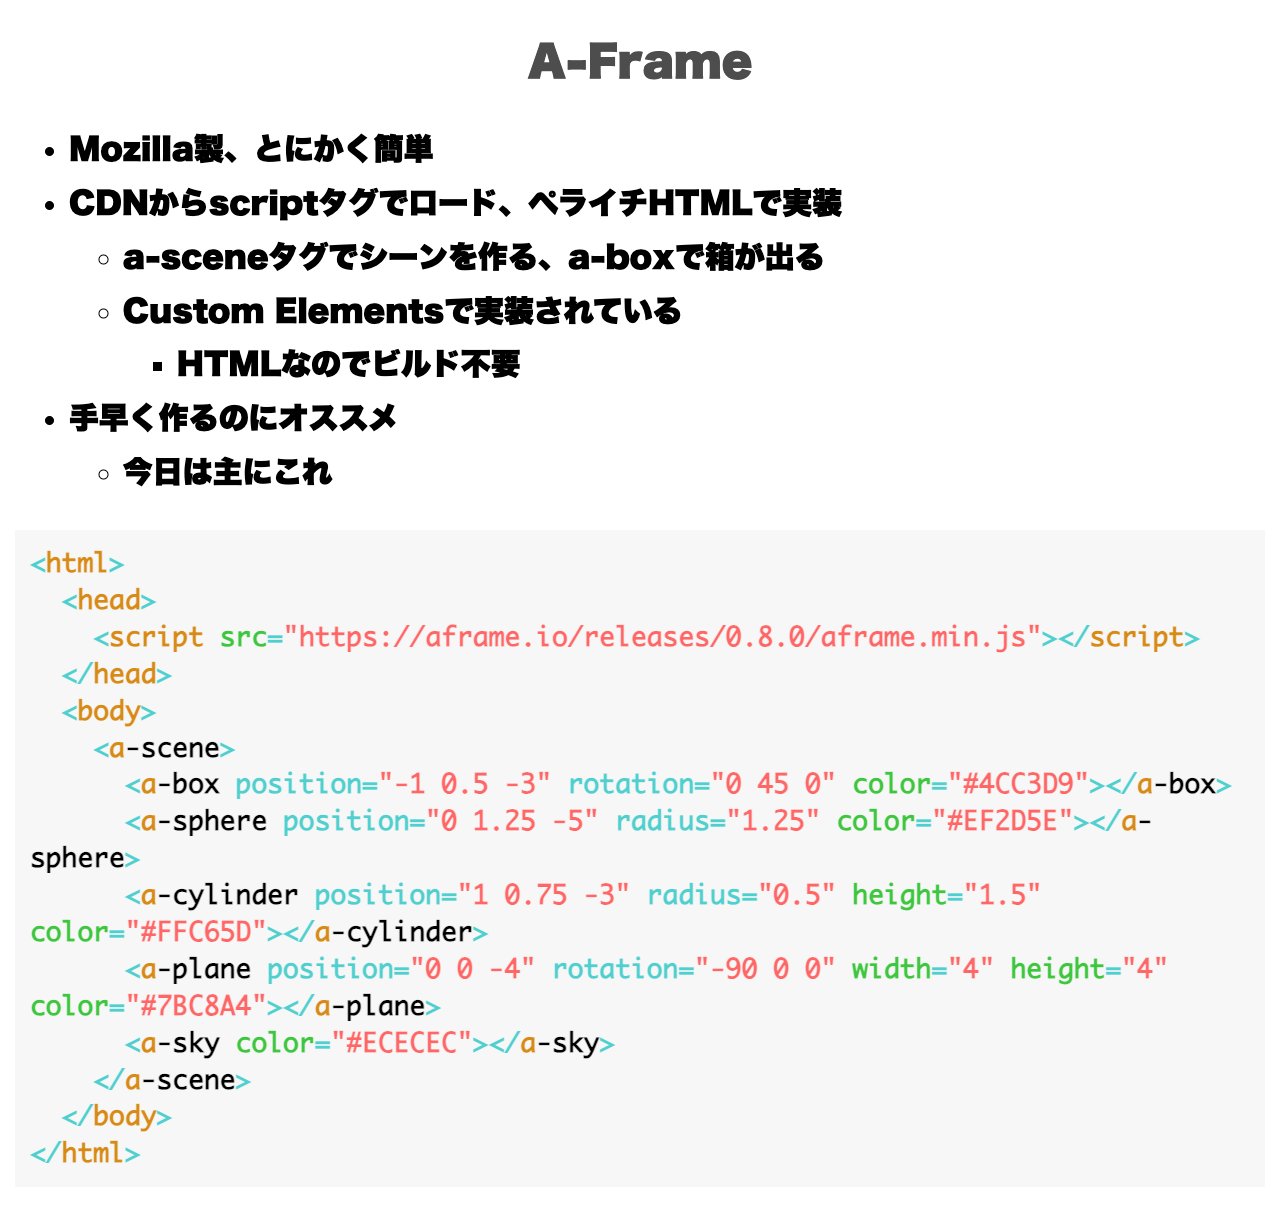 A-Frame
Mozilla製、とにかく簡単
CDNからscriptタグでロード、ペライチHTMLで実装
a-sceneタグでシーンを作る、a-boxで箱が出る
Custom Elementsで実装されている
HTMLなのでビルド不要
手早く作るのにオススメ
今日は主にこれ
<html>
  <head>
    <script src="https://aframe.io/releases/0.8.0/aframe.min.js"></script>
  </head>
  <body>
    <a-scene>
      <a-box position="-1 0.5 -3" rotation="0 45 0" color="#4CC3D9"></a-box>
      <a-sphere position="0 1.25 -5" radius="1.25" color="#EF2D5E"></a-
sphere>
      <a-cylinder position="1 0.75 -3" radius="0.5" height="1.5"
color="#FFC65D"></a-cylinder>
      <a-plane position="0 0 -4" rotation="-90 0 0" width="4" height="4"
color="#7BC8A4"></a-plane>
      <a-sky color="#ECECEC"></a-sky>
    </a-scene>
  </body>
</html>